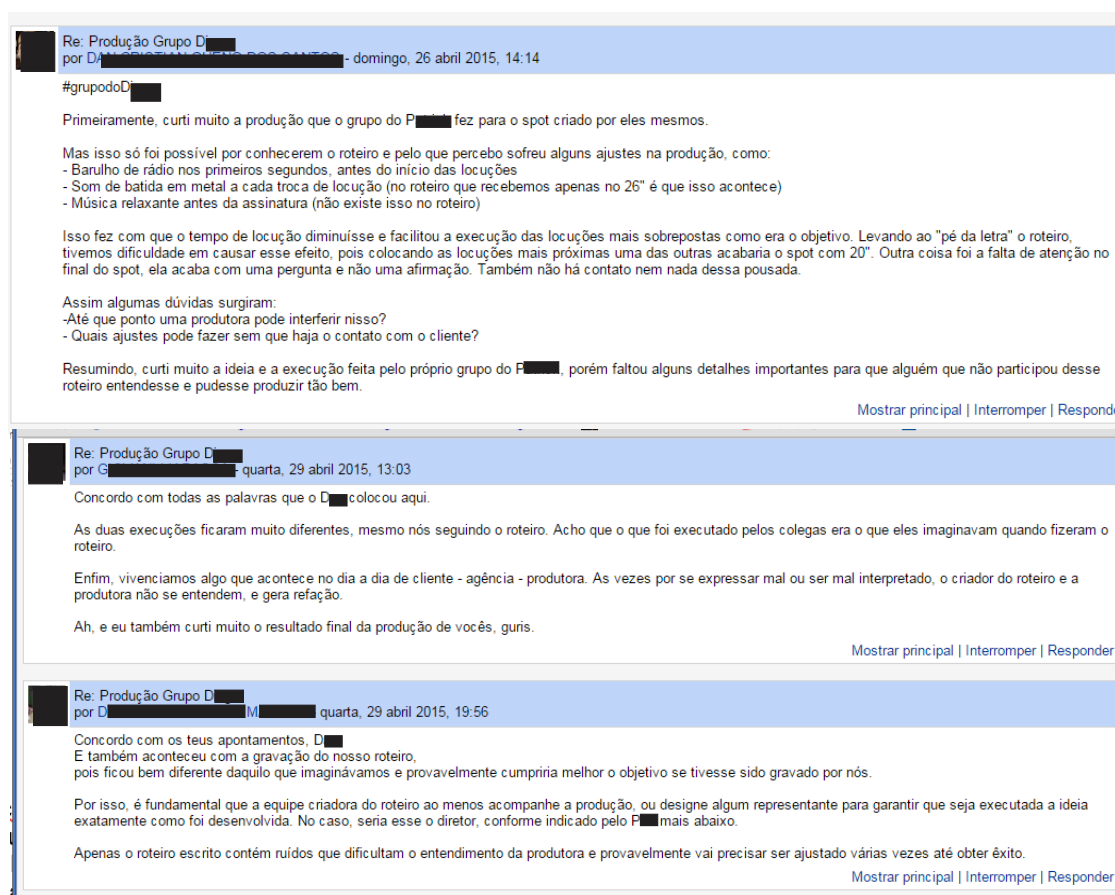 Re: Produção Grupo D
por - domingo, 26 abril 2015, 14:14
#grupodoD
Primeiramente, curti muito a produção que o grupo do P fez para o spot criado por eles mesmos.
Mas isso só foi possível por conhecerem o roteiro e pelo que percebo sofreu alguns ajustes na produção, como:
- Barulho de rádio nos primeiros segundos, antes do início das locuções
- Som de batida em metal a cada troca de locução (no roteiro que recebemos apenas no 26" é que isso acontece)
- Música relaxante antes da assinatura (não existe isso no roteiro)
Isso fez com que o tempo de locução diminuísse e facilitou a execução das locuções mais sobrepostas como era o objetivo. Levando ao "pé da letra" o roteiro,
tivemos dificuldade em causar esse efeito, pois colocando as locuções mais próximas uma das outras acabaria o spot com 20". Outra coisa foi a falta de atenção no
final do spot, ela acaba com uma pergunta e não uma afirmação. Também não há contato nem nada dessa pousada.
Assim algumas dúvidas surgiram:
-Até que ponto uma produtora pode interferir nisso?
- Quais ajustes pode fazer sem que haja o contato com o cliente?
Resumindo, curti muito a ideia e a execução feita pelo próprio grupo do P, porém faltou alguns detalhes importantes para que alguém que não participou desse
roteiro entendesse e pudesse produzir tão bem.
Mostrar principal | Interromper | Responde
Re: Produção Grupo D
por G - quarta, 29 abril 2015, 13:03
Concordo com todas as palavras que o D colocou aqui.
As duas execuções ficaram muito diferentes, mesmo nós seguindo o roteiro. Acho que o que foi executado pelos colegas era o que eles imaginavam quando fizeram o
roteiro.
Enfim, vivenciamos algo que acontece no dia a dia de cliente - agência - produtora. As vezes por se expressar mal ou ser mal interpretado, o criador do roteiro e a
produtora não se entendem, e gera refação.
Ah, e eu também curti muito o resultado final da produção de vocês, guris.
Mostrar principal | Interromper | Responder
Re: Produção Grupo D
por D M quarta, 29 abril 2015, 19:56
Concordo com os teus apontamentos, D
E também aconteceu com a gravação do nosso roteiro,
pois ficou bem diferente daquilo que imaginávamos e provavelmente cumpriria melhor o objetivo se tivesse sido gravado por nós.
Por isso, é fundamental que a equipe criadora do roteiro ao menos acompanhe a produção, ou designe algum representante para garantir que seja executada a ideia
exatamente como foi desenvolvida. No caso, seria esse o diretor, conforme indicado pelo P mais abaixo.
Apenas o roteiro escrito contém ruídos que dificultam o entendimento da produtora e provavelmente vai precisar ser ajustado várias vezes até obter êxito.
Mostrar principal | Interromper | Responder